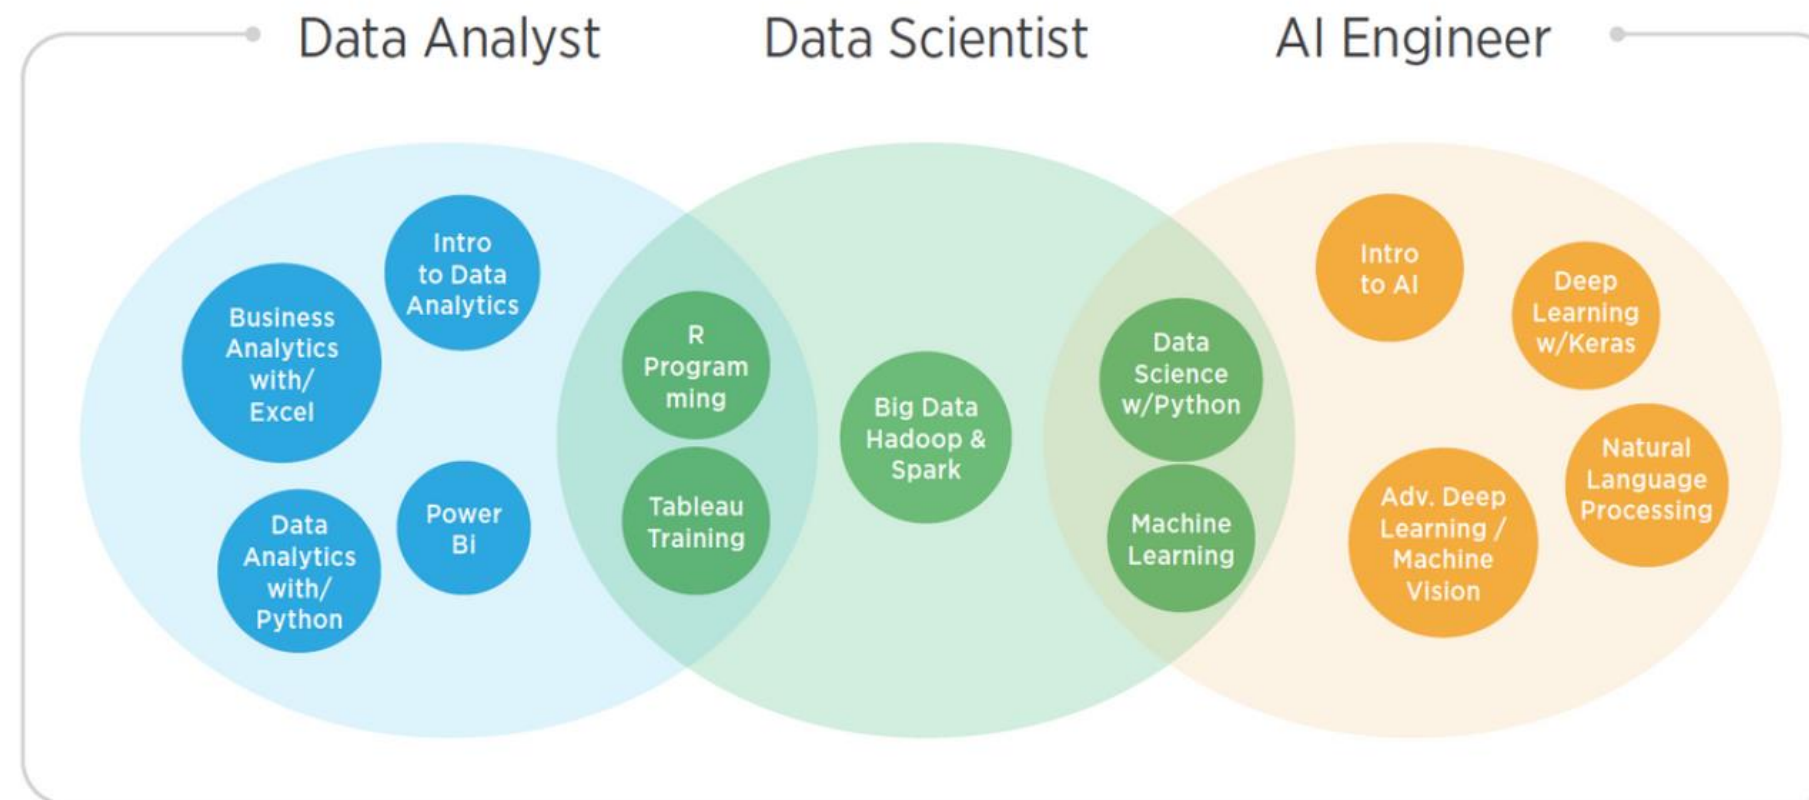 Data Analyst
Data Scientist
AI Engineer
Intro
to Data
Analytics
Business
Analytics
with/
Excel
Data
Analytics
with/
Python
Power
Bi
R
Program
ming
Tableau
Training
Big Data
Hadoop &
Spark
Data
Science
w/Python
Machine
Learning
Intro
to AI
Deep
Learning
w/Keras
Natural
Language
Processing
Adv. Deep
Learning /
Machine
Vision